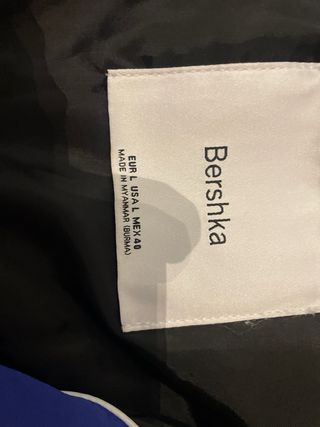 Bershka
EUR L USA L MEX 40
MADE IN MYANMAR (BURMA)